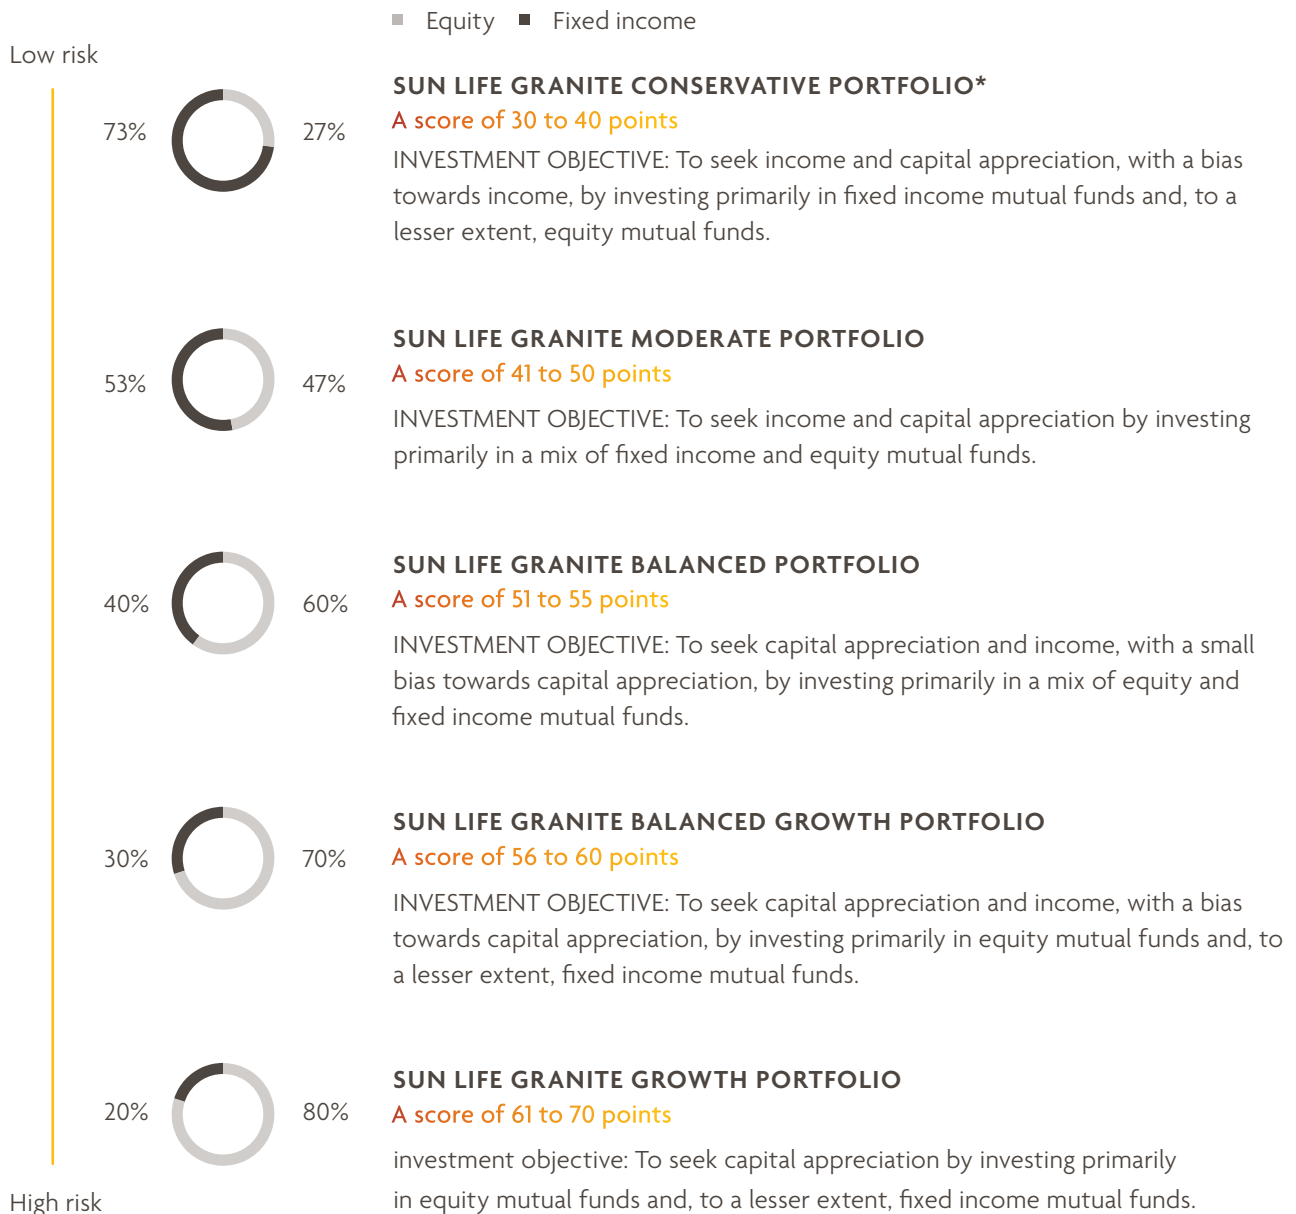 Equity Fixed income
Low risk
SUN LIFE GRANITE CONSERVATIVE PORTFOLIO*
A score of 30 to 40 points
73% 27%
INVESTMENT OBJECTIVE: To seek income and capital appreciation, with a bias
towards income, by investing primarily in fixed income mutual funds and, to a
lesser extent, equity mutual funds.
SUN LIFE GRANITE MODERATE PORTFOLIO
A score of 41 to 50 points
53% 47%
INVESTMENT OBJECTIVE: To seek income and capital appreciation by investing
primarily in a mix of fixed income and equity mutual funds.
SUN LIFE GRANITE BALANCED PORTFOLIO
A score of 51 to 55 points
40% 60%
INVESTMENT OBJECTIVE: To seek capital appreciation and income, with a small
bias towards capital appreciation, by investing primarily in a mix of equity and
fixed income mutual funds.
SUN LIFE GRANITE BALANCED GROWTH PORTFOLIO
A score of 56 to 60 points
30% 70%
INVESTMENT OBJECTIVE: To seek capital appreciation and income, with a bias
towards capital appreciation, by investing primarily in equity mutual funds and, to
a lesser extent, fixed income mutual funds.
SUN LIFE GRANITE GROWTH PORTFOLIO
A score of 61 to 70 points
20% 80%
investment objective: To seek capital appreciation by investing primarily
in equity mutual funds and, to a lesser extent, fixed income mutual funds.
High risk